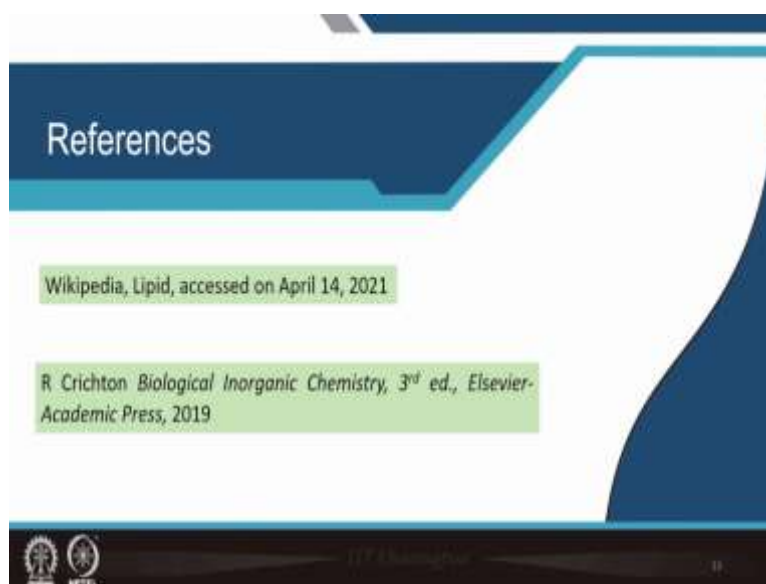 References
Wikipedia, Lipid, accessed on April 14, 2021
R Crichton Biological Inorganic Chemistry, 3rd ed., Elsevier-
Academic Press, 2019